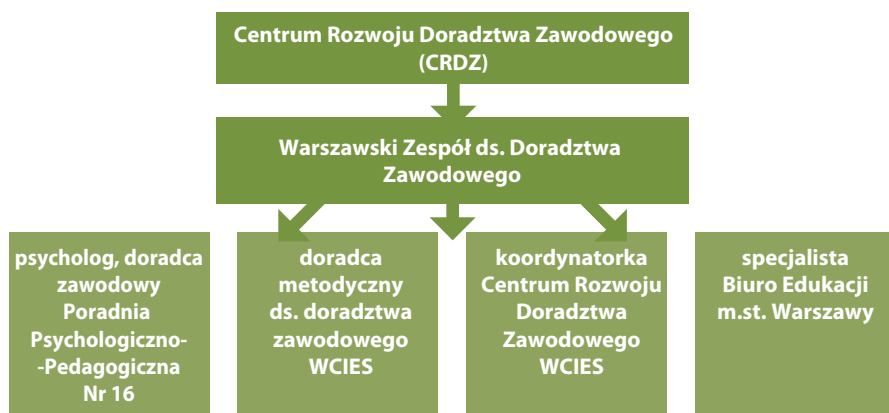 Centrum Rozwoju Doradztwa Zawodowego
(CRDZ)
Warszawski Zespół ds. Doradztwa
Zawodowego
psycholog, doradca
zawodowy
Poradnia
Psychologiczno-
-Pedagogiczna
Nr 16
doradca
metodyczny
ds. doradztwa
zawodowego
WCIES
koordynatorka
Centrum Rozwoju
Doradztwa
Zawodowego
WCIES
specjalista
Biuro Edukacji
m.st. Warszawy